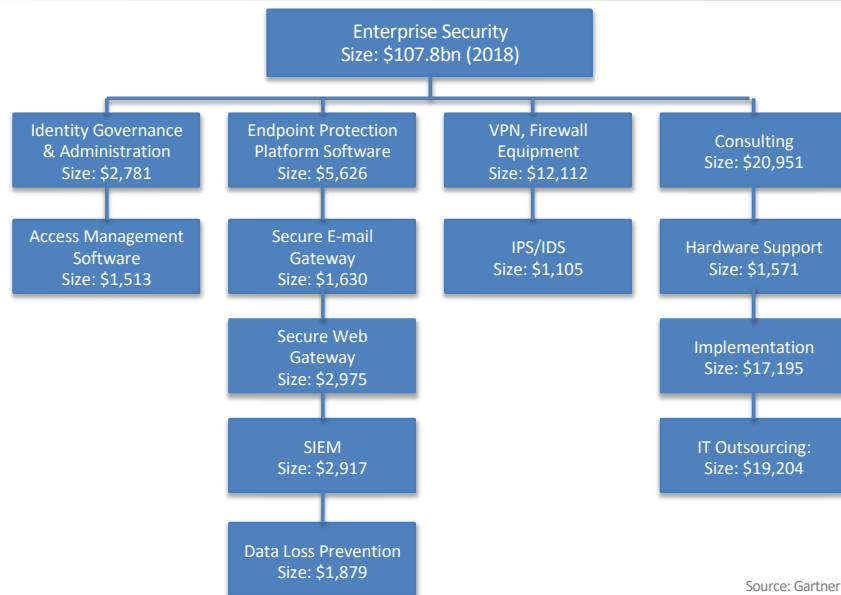 Enterprise Security
Size: $107.8bn (2018)
Identity Governance
& Administration
Size: $2,781
Access Management
Software
Size: $1,513
Endpoint Protection
Platform Software
Size: $5,626
Secure E-mail
Gateway
Size: $1,630
Secure Web
Gateway
Size: $2,975
SIEM
Size: $2,917
Data Loss Prevention
Size: $1,879
VPN, Firewall
Equipment
Size: $12,112
IPS/IDS
Size: $1,105
Consulting
Size: $20,951
Hardware Support
Size: $1,571
Implementation
Size: $17,195
IT Outsourcing:
Size: $19,204
Source: Gartner